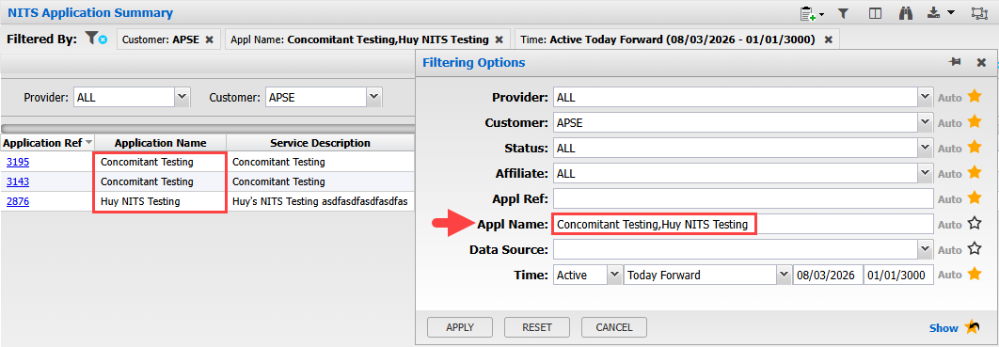 NITS Application Summary
Filtered By: Customer: APSE Appl Name: Concomitant Testing,Huy NITS Testing Time: Active Today Forward (08/03/2026 - 01/01/3000)
Provider: ALL Customer: APSE
Application Ref Application Name Service Description
3195 Concomitant Testing Concomitant Testing
3143 Concomitant Testing Concomitant Testing
2876 Huy NITS Testing Huy's NITS Testing asdfasdfasdfasdfas
Filtering Options
Provider: ALL Auto
Customer: APSE Auto
Status: ALL Auto
Affiliate: ALL Auto
Appl Ref: Auto
Appl Name: Concomitant Testing,Huy NITS Testing Auto
Data Source: Auto
Time: Active Today Forward 08/03/2026 01/01/3000 Auto
APPLY RESET CANCEL Show